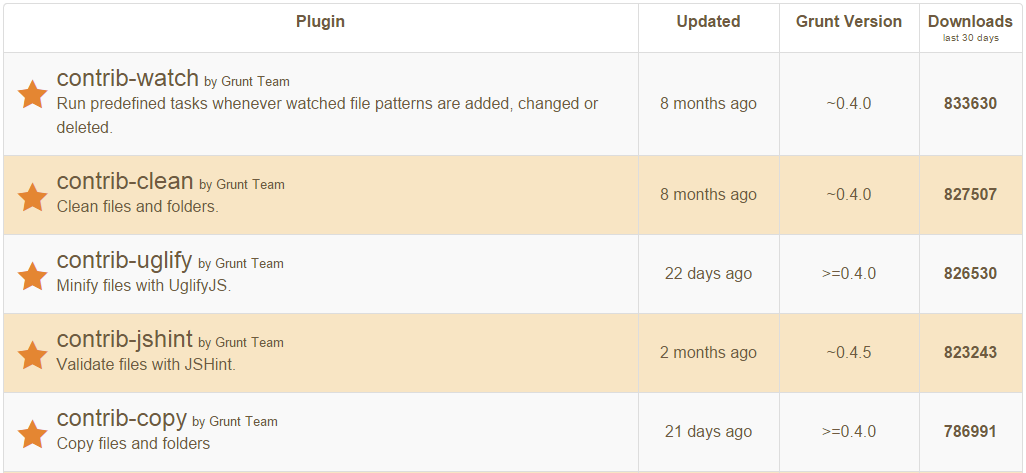 Plugin Updated Grunt Version Downloads
last 30 days
contrib-watch by Grunt Team
Run predefined tasks whenever watched file patterns are added, changed or
deleted.
8 months ago ~0.4.0 833630
contrib-clean by Grunt Team
Clean files and folders.
8 months ago ~0.4.0 827507
contrib-uglify by Grunt Team
Minify files with UglifyJS.
22 days ago >=0.4.0 826530
contrib-jshint by Grunt Team
Validate files with JSHint.
2 months ago ~0.4.5 823243
contrib-copy by Grunt Team
Copy files and folders
21 days ago >=0.4.0 786991